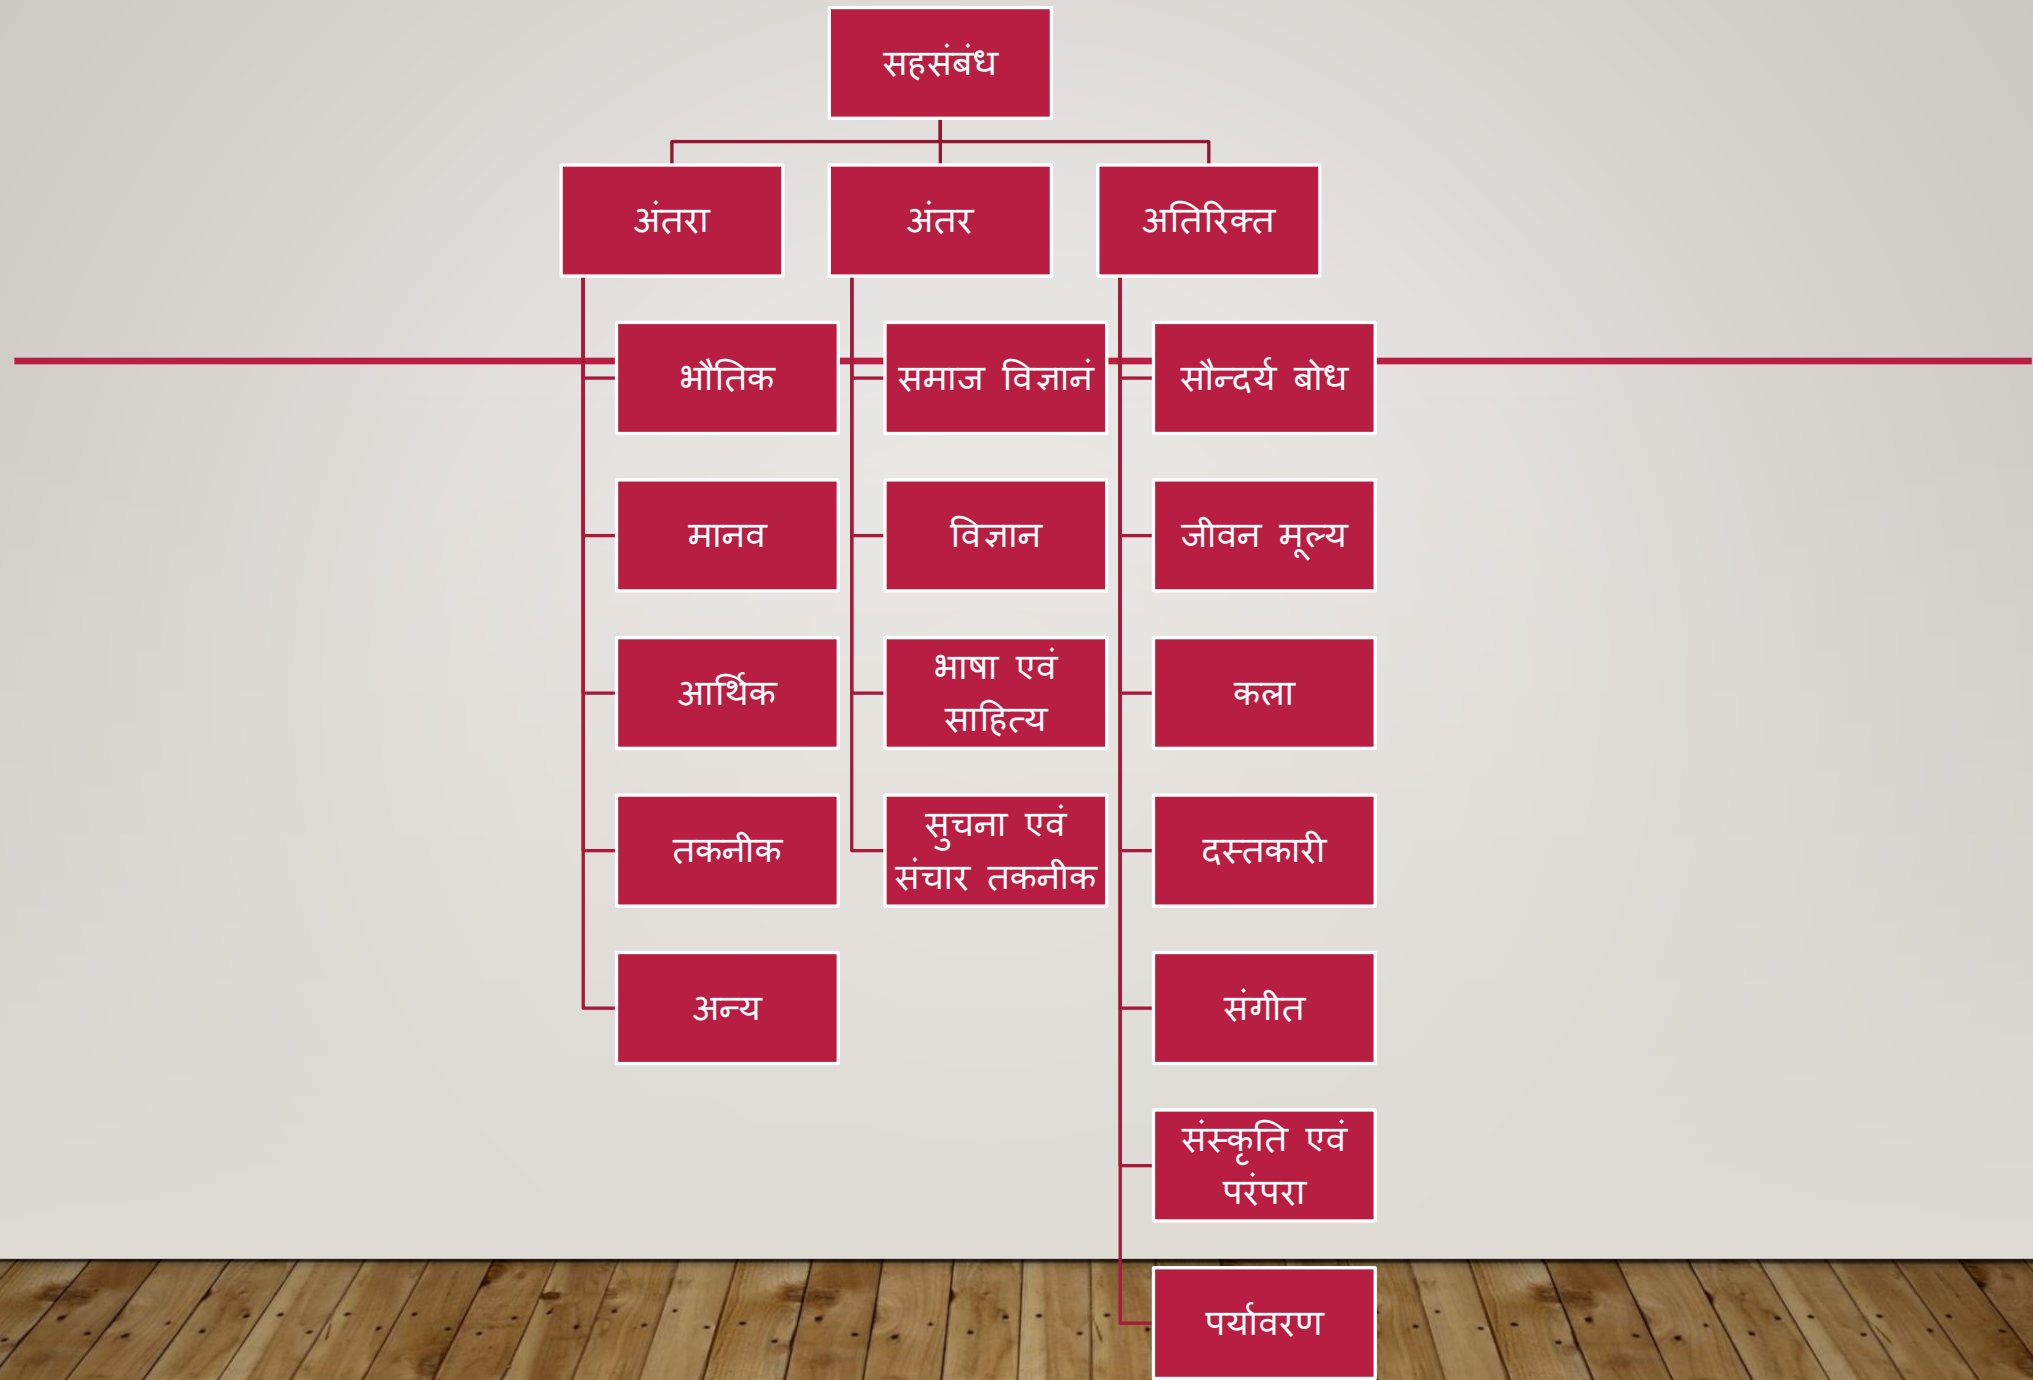 सहसंबंध
अंतरा
अंतर
अतिरिक्त
भौतिक
मानव
आर्थिक
तकनीक
अन्य
समाज विज्ञानं
विज्ञान
भाषा एवं
साहित्य
सुचना एवं
संचार तकनीक
सौन्दर्य बोध
जीवन मूल्य
कला
दस्तकारी
संगीत
संस्कृति एवं
परंपरा
पर्यावरण